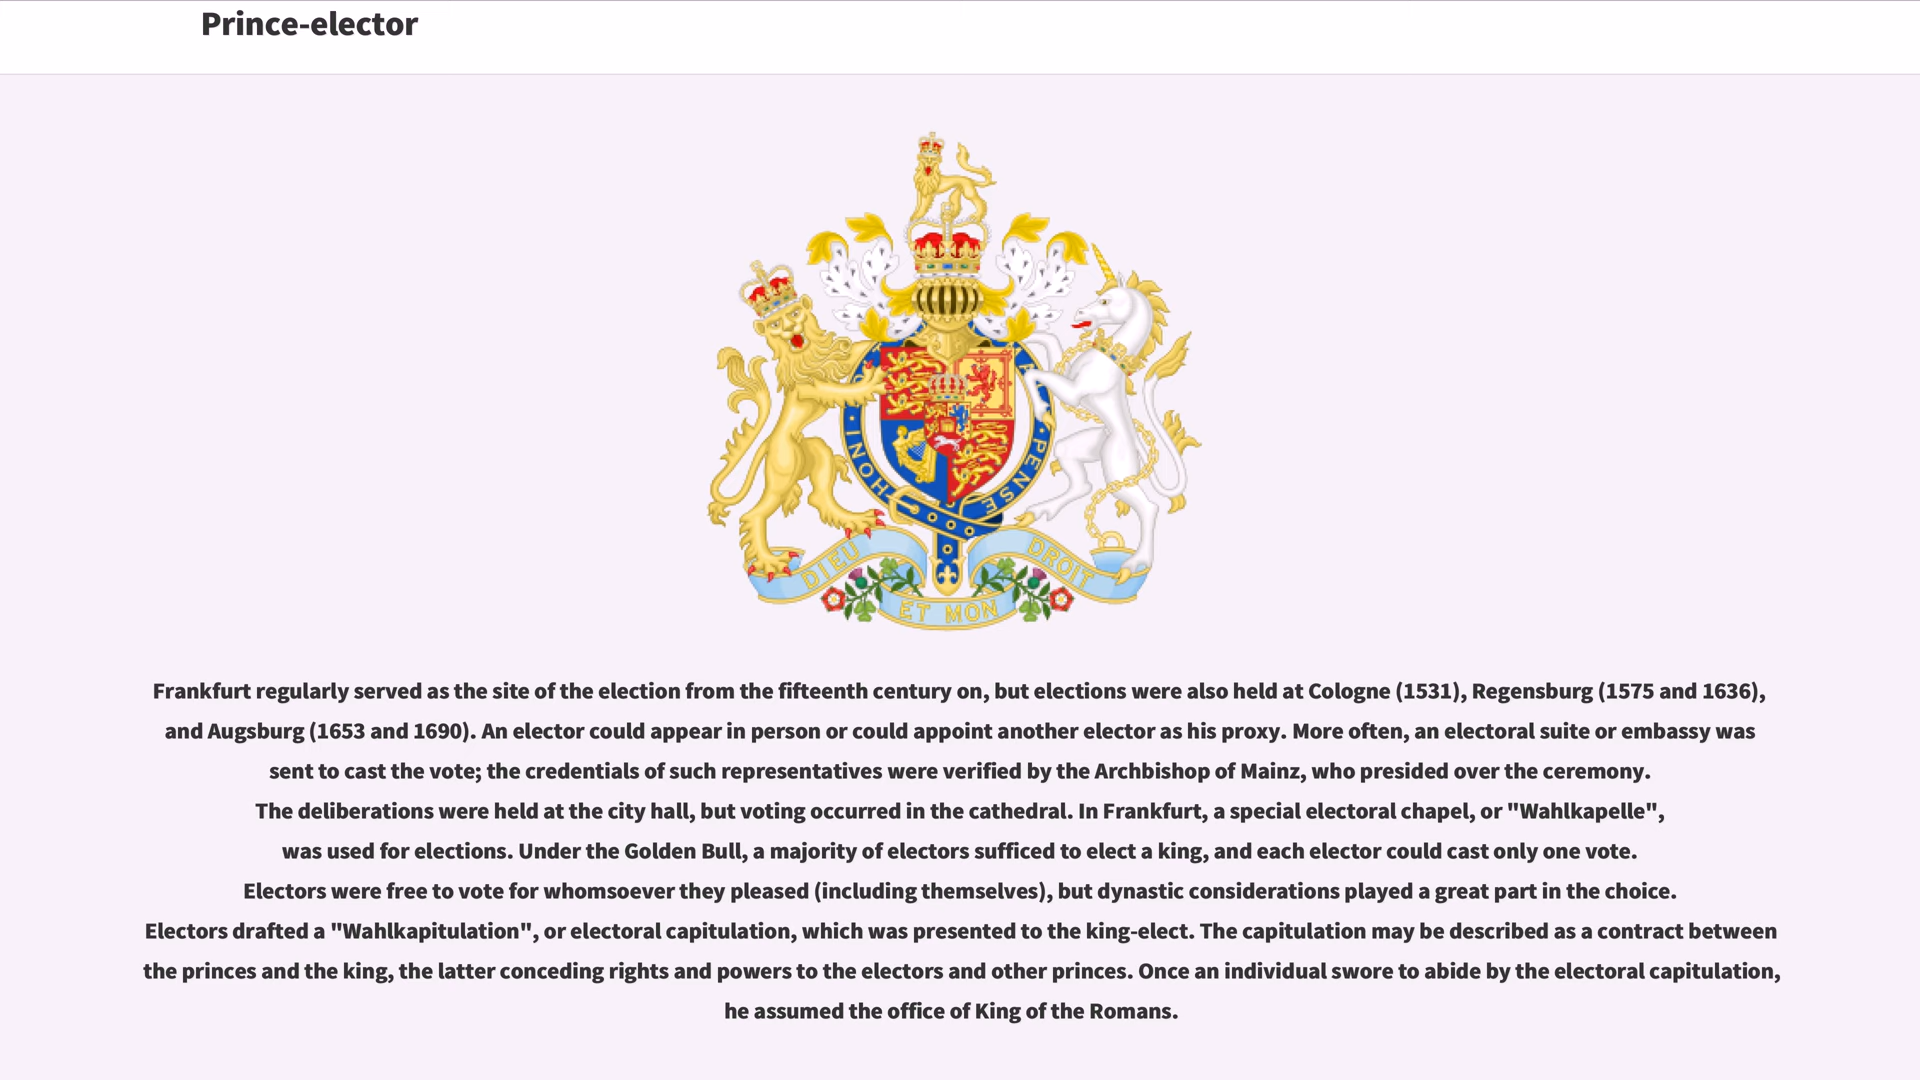 Prince-elector
HONI
PENSE
DIEU
DROIT
ET MON
Frankfurt regularly served as the site of the election from the fifteenth century on, but elections were also held at Cologne (1531), Regensburg (1575 and 1636),
and Augsburg (1653 and 1690). An elector could appear in person or could appoint another elector as his proxy. More often, an electoral suite or embassy was
sent to cast the vote; the credentials of such representatives were verified by the Archbishop of Mainz, who presided over the ceremony.
The deliberations were held at the city hall, but voting occurred in the cathedral. In Frankfurt, a special electoral chapel, or "Wahlkapelle",
was used for elections. Under the Golden Bull, a majority of electors sufficed to elect a king, and each elector could cast only one vote.
Electors were free to vote for whomsoever they pleased (including themselves), but dynastic considerations played a great part in the choice.
Electors drafted a "Wahlkapitulation", or electoral capitulation, which was presented to the king-elect. The capitulation may be described as a contract between
the princes and the king, the latter conceding rights and powers to the electors and other princes. Once an individual swore to abide by the electoral capitulation,
he assumed the office of King of the Romans.